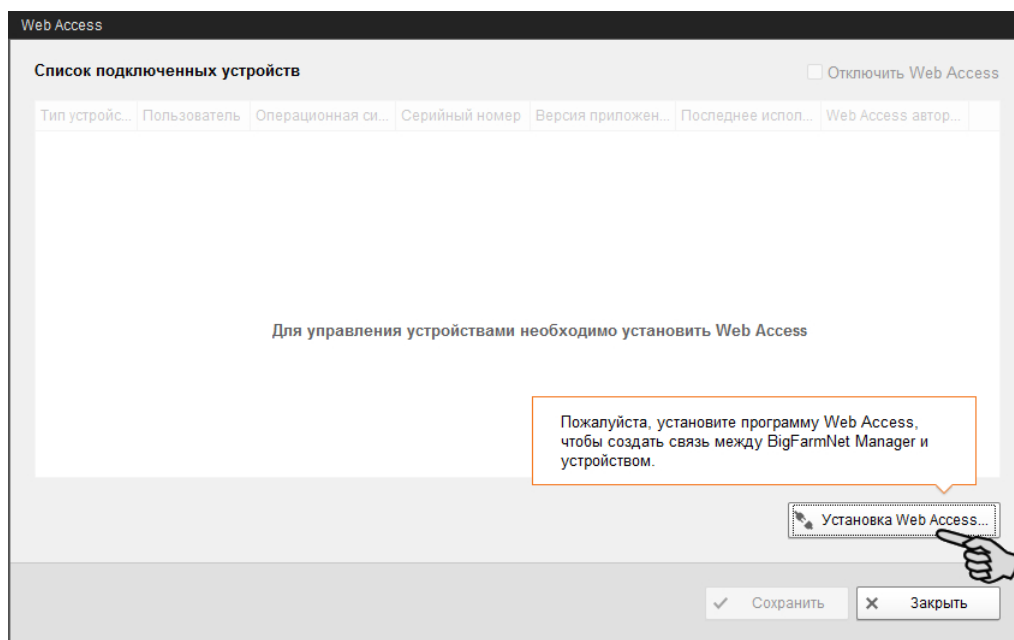 Web Access
Список подключенных устройств
Отключить Web Access
Тип устройс... Пользователь Операционная си... Серийный номер Версия приложен... Последнее испол... Web Access автор...
Для управления устройствами необходимо установить Web Access
Пожалуйста, установите программу Web Access,
чтобы создать связь между BigFarmNet Manager и
устройством.
Установка Web Access...
Сохранить Закрыть